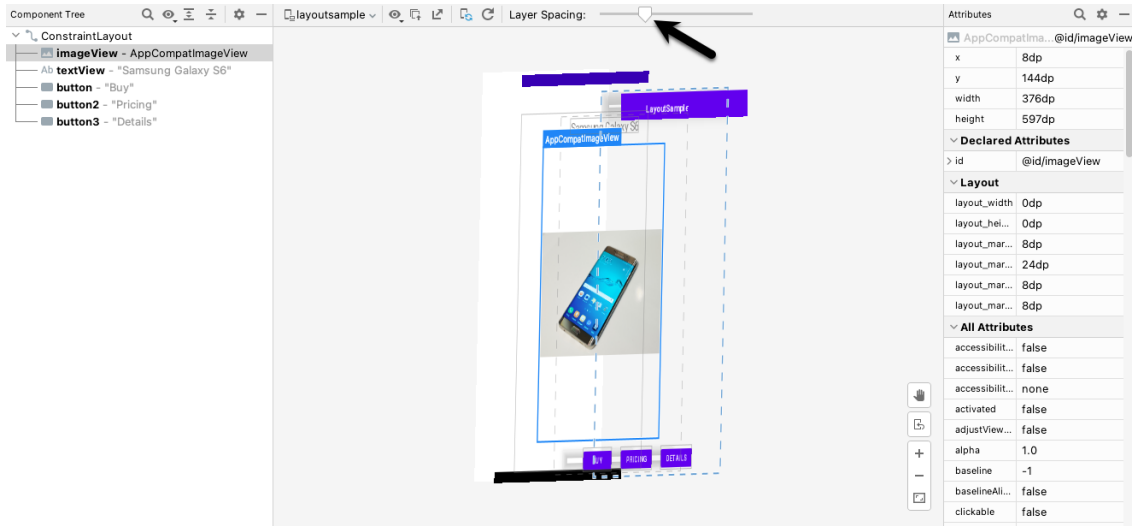 Component Tree
layoutsample
Layer Spacing:
Attributes
ConstraintLayout
imageView - AppCompatImageView
Ab textView - "Samsung Galaxy S6"
button - "Buy"
button2 - "Pricing"
button3 - "Details"
LayoutSample
Samsung Galaxy S6
AppCompatImageView
BUY
PRICING
DETAILS
AppCompatIma...@id/imageView
x 8dp
y 144dp
width 376dp
height 597dp
Declared Attributes
id @id/imageView
Layout
layout_width 0dp
layout_hei... 0dp
layout_mar... 8dp
layout_mar... 24dp
layout_mar... 8dp
layout_mar... 8dp
All Attributes
accessibilit... false
accessibilit... false
accessibilit... none
activated false
adjustView... false
alpha 1.0
baseline -1
baselineAli... false
clickable false